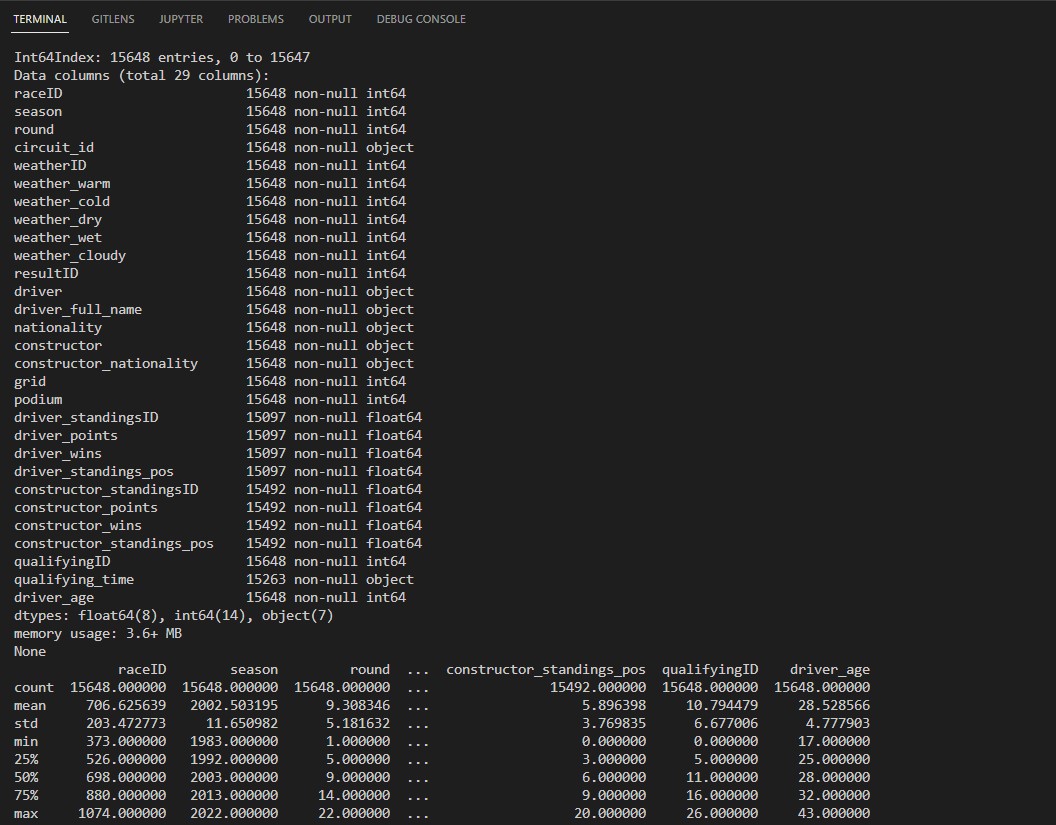 TERMINAL GITLENS JUPYTER PROBLEMS OUTPUT DEBUG CONSOLE
Int64Index: 15648 entries, 0 to 15647
Data columns (total 29 columns):
raceID 15648 non-null int64
season 15648 non-null int64
round 15648 non-null int64
circuit_id 15648 non-null object
weatherID 15648 non-null int64
weather_warm 15648 non-null int64
weather_cold 15648 non-null int64
weather_dry 15648 non-null int64
weather_wet 15648 non-null int64
weather_cloudy 15648 non-null int64
resultID 15648 non-null int64
driver 15648 non-null object
driver_full_name 15648 non-null object
nationality 15648 non-null object
constructor 15648 non-null object
constructor_nationality 15648 non-null object
grid 15648 non-null int64
podium 15648 non-null int64
driver_standingsID 15097 non-null float64
driver_points 15097 non-null float64
driver_wins 15097 non-null float64
driver_standings_pos 15097 non-null float64
constructor_standingsID 15492 non-null float64
constructor_points 15492 non-null float64
constructor_wins 15492 non-null float64
constructor_standings_pos 15492 non-null float64
qualifyingID 15648 non-null int64
qualifying_time 15263 non-null object
driver_age 15648 non-null int64
dtypes: float64(8), int64(14), object(7)
memory usage: 3.6+ MB
None
raceID season round ... constructor_standings_pos qualifyingID driver_age
count 15648.000000 15648.000000 15648.000000 ... 15492.000000 15648.000000 15648.000000
mean 706.625639 2002.503195 9.308346 ... 5.896398 10.794479 28.528566
std 203.472773 11.650982 5.181632 ... 3.769835 6.677006 4.777903
min 373.000000 1983.000000 1.000000 ... 0.000000 0.000000 17.000000
25% 526.000000 1992.000000 5.000000 ... 3.000000 5.000000 25.000000
50% 698.000000 2003.000000 9.000000 ... 6.000000 11.000000 28.000000
75% 880.000000 2013.000000 14.000000 ... 9.000000 16.000000 32.000000
max 1074.000000 2022.000000 22.000000 ... 20.000000 26.000000 43.000000